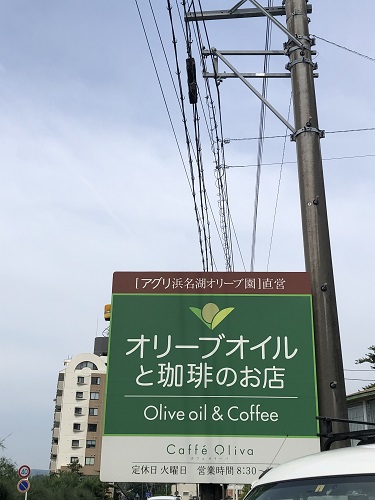 ［アグリ浜名湖オリーブ園］直営
オリーブオイル
と珈琲のお店
Olive oil & Coffee
Caffé Oliva
定休日 火曜日 営業時間 8:30～